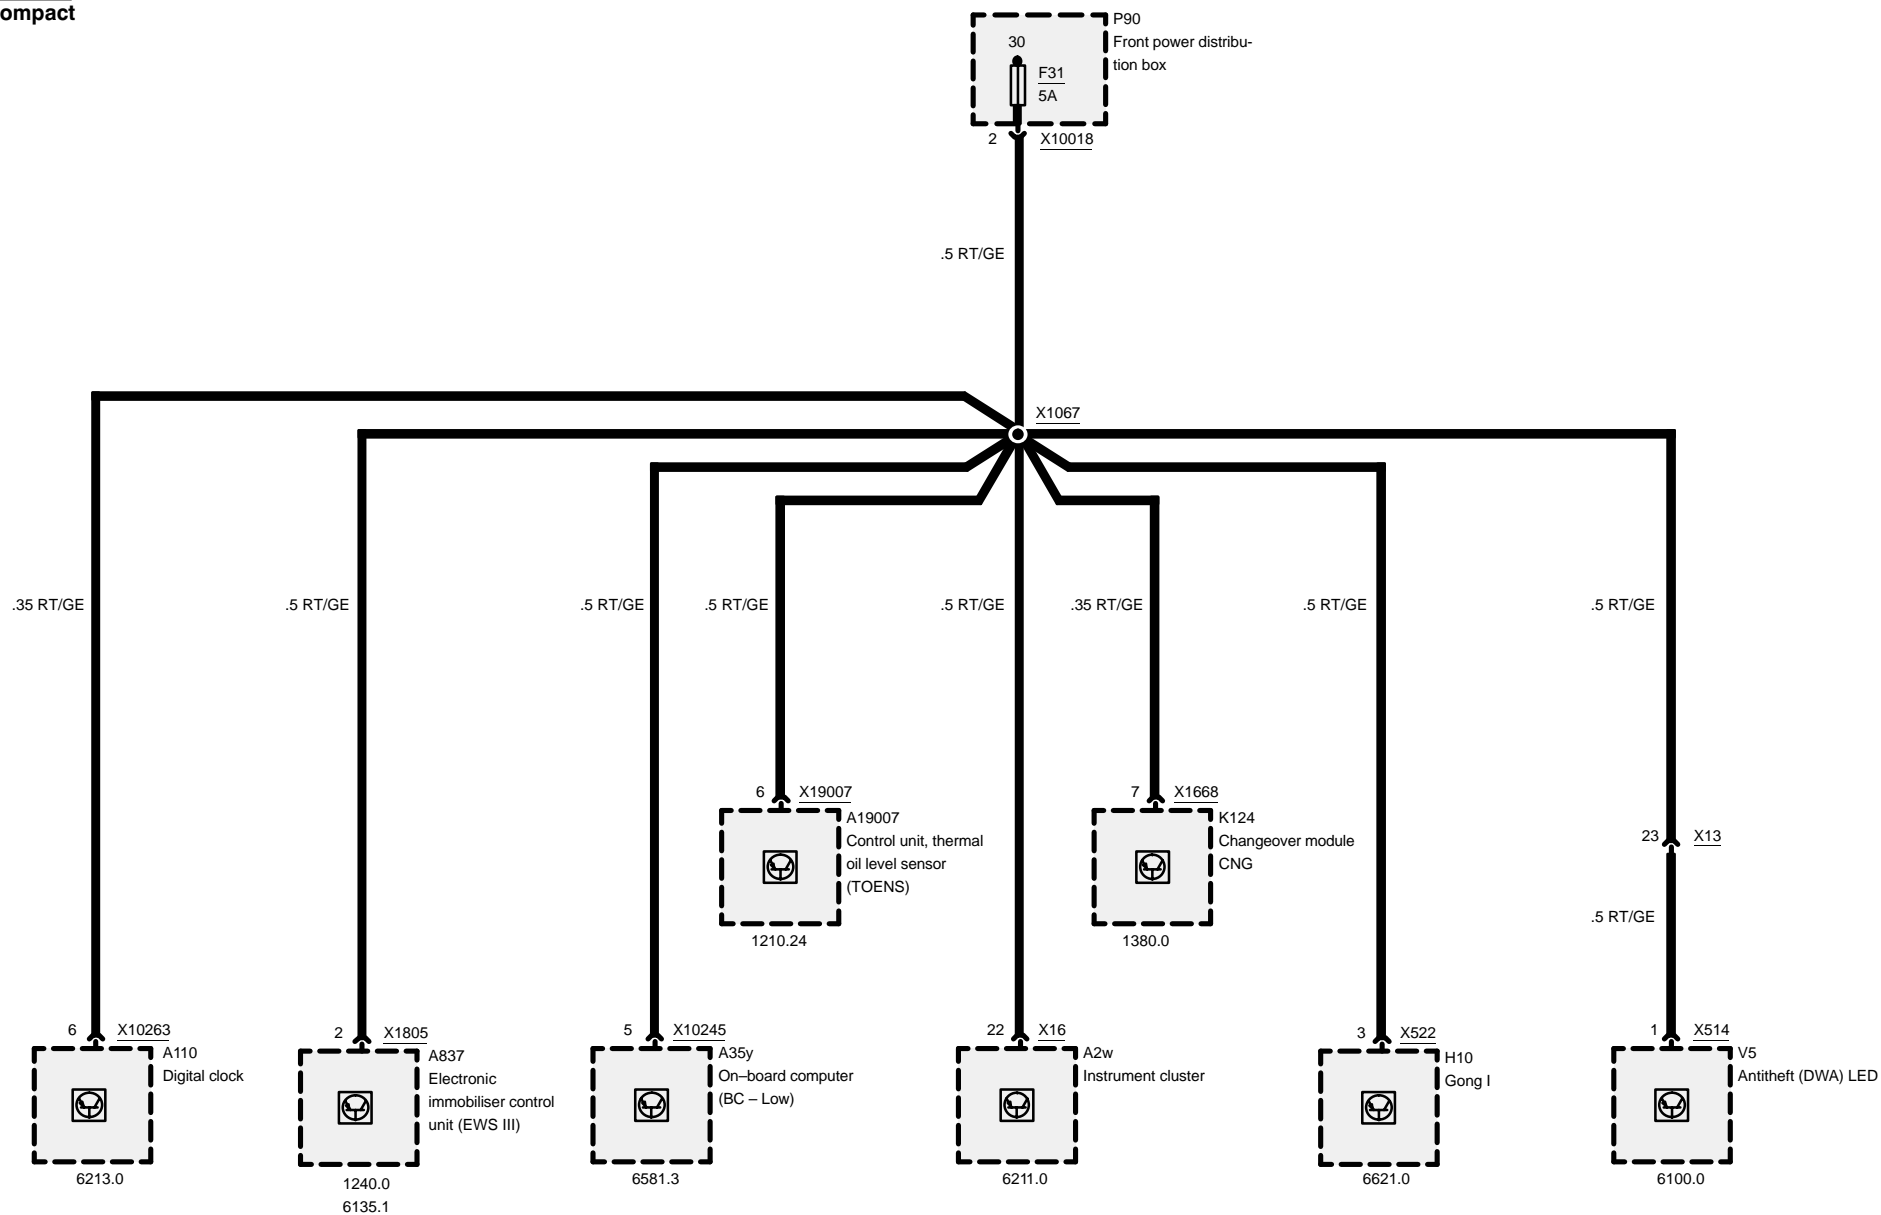 ompact
P90
30
Front power distribu-
tion box
F31
5A
2
X10018
.5 RT/GE
X1067
.35 RT/GE
.5 RT/GE
.5 RT/GE
.5 RT/GE
.5 RT/GE
.35 RT/GE
.5 RT/GE
.5 RT/GE
6
X19007
A19007
Control unit, thermal
oil level sensor
(TOENS)
1210.24
7
X1668
K124
Changeover module
CNG
1380.0
23
X13
.5 RT/GE
6
X10263
A110
Digital clock
6213.0
2
X1805
A837
Electronic
immobiliser control
unit (EWS III)
1240.0
6135.1
5
X10245
A35y
On–board computer
(BC – Low)
6581.3
22
X16
A2w
Instrument cluster
6211.0
3
X522
H10
Gong I
6621.0
1
X514
V5
Antitheft (DWA) LED
6100.0